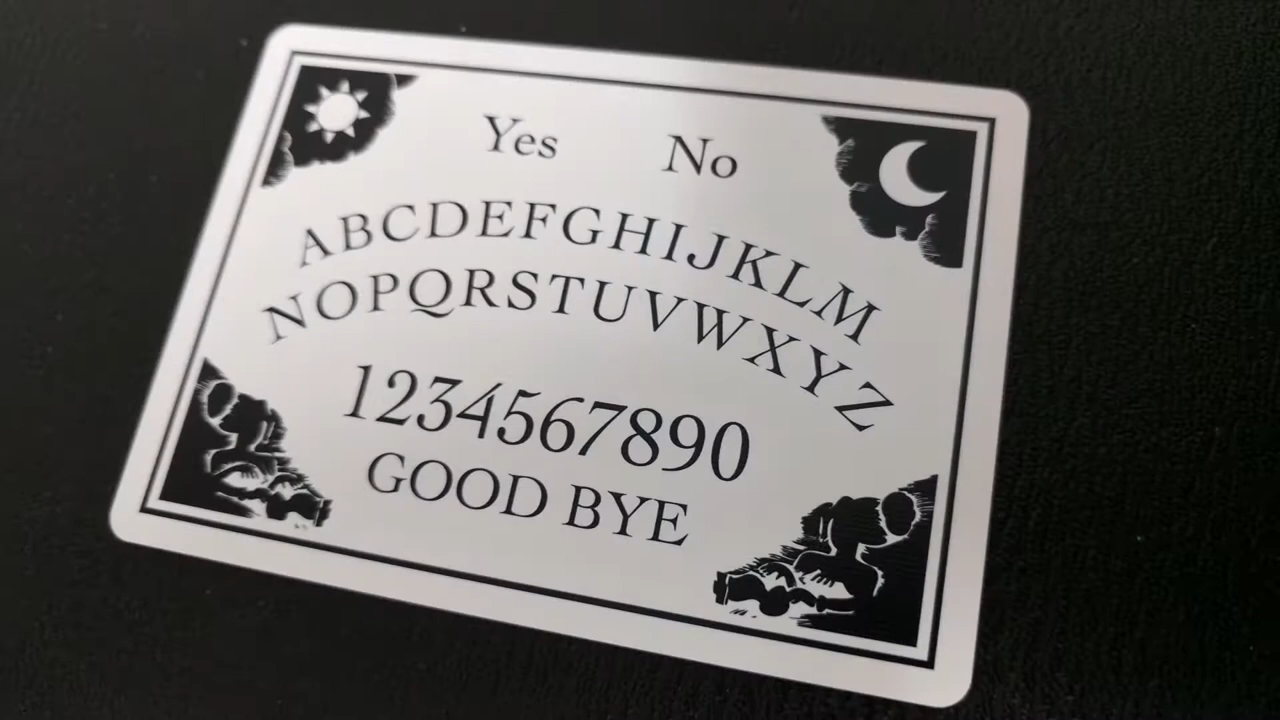 Yes No
ABCDEFGHIJKLM
NOPQRSTUVWXYZ
1234567890
GOOD BYE